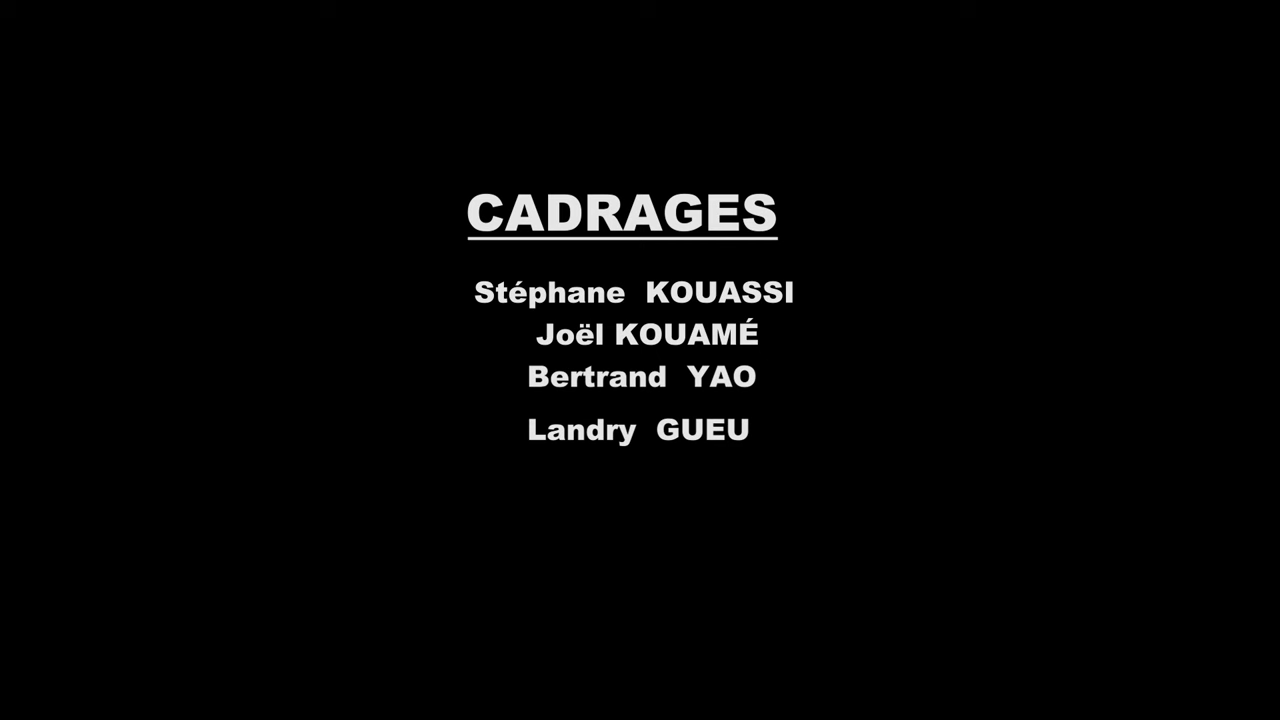 CADRAGES
Stéphane KOUASSI
Joël KOUAMÉ
Bertrand YAO
Landry GUEU